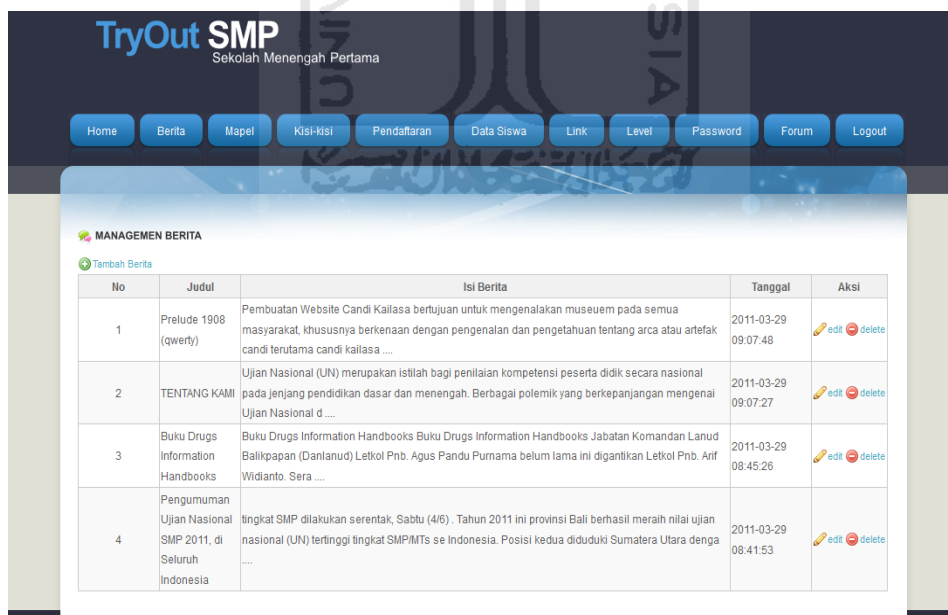 TryOut SMP
Sekolah Menengah Pertama
Home Berita Mapel Kisi-kisi Pendaftaran Data Siswa Link Level Password Forum Logout
MANAGEMEN BERITA
Tambah Berita
No Judul Isi Berita Tanggal Aksi
1 Prelude 1908 (qwerty) Pembuatan Website Candi Kailasa bertujuan untuk mengenalakan museuem pada semua
masyarakat, khususnya berkenaan dengan pengenalan dan pengetahuan tentang arca atau artefak
candi terutama candi kailasa .... 2011-03-29 09:07:48 edit delete
2 TENTANG KAMI Ujian Nasional (UN) merupakan istilah bagi penilaian kompetensi peserta didik secara nasional
pada jenjang pendidikan dasar dan menengah. Berbagai polemik yang berkepanjangan mengenai
Ujian Nasional d .... 2011-03-29 09:07:27 edit delete
3 Buku Drugs Information Handbooks Buku Drugs Information Handbooks Buku Drugs Information Handbooks Jabatan Komandan Lanud
Balikpapan (Danlanud) Letkol Pnb. Agus Pandu Purnama belum lama ini digantikan Letkol Pnb. Arif
Widianto. Sera .... 2011-03-29 08:45:26 edit delete
4 Pengumuman Ujian Nasional SMP 2011, di Seluruh Indonesia tingkat SMP dilakukan serentak, Sabtu (4/6) . Tahun 2011 ini provinsi Bali berhasil meraih nilai ujian
nasional (UN) tertinggi tingkat SMP/MTs se Indonesia. Posisi kedua diduduki Sumatera Utara denga
.... 2011-03-29 08:41:53 edit delete